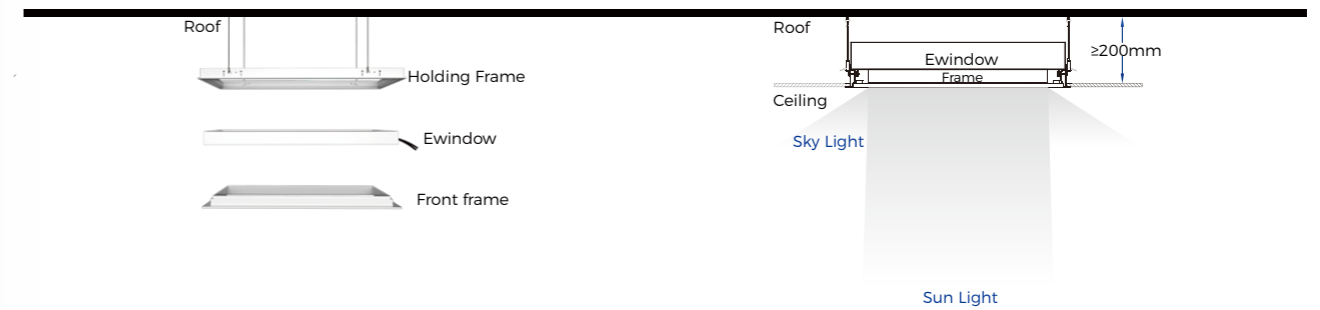 Roof
Holding Frame
Ewindow
Front frame
Roof
≥200mm
Ewindow
Frame
Ceiling
Sky Light
Sun Light